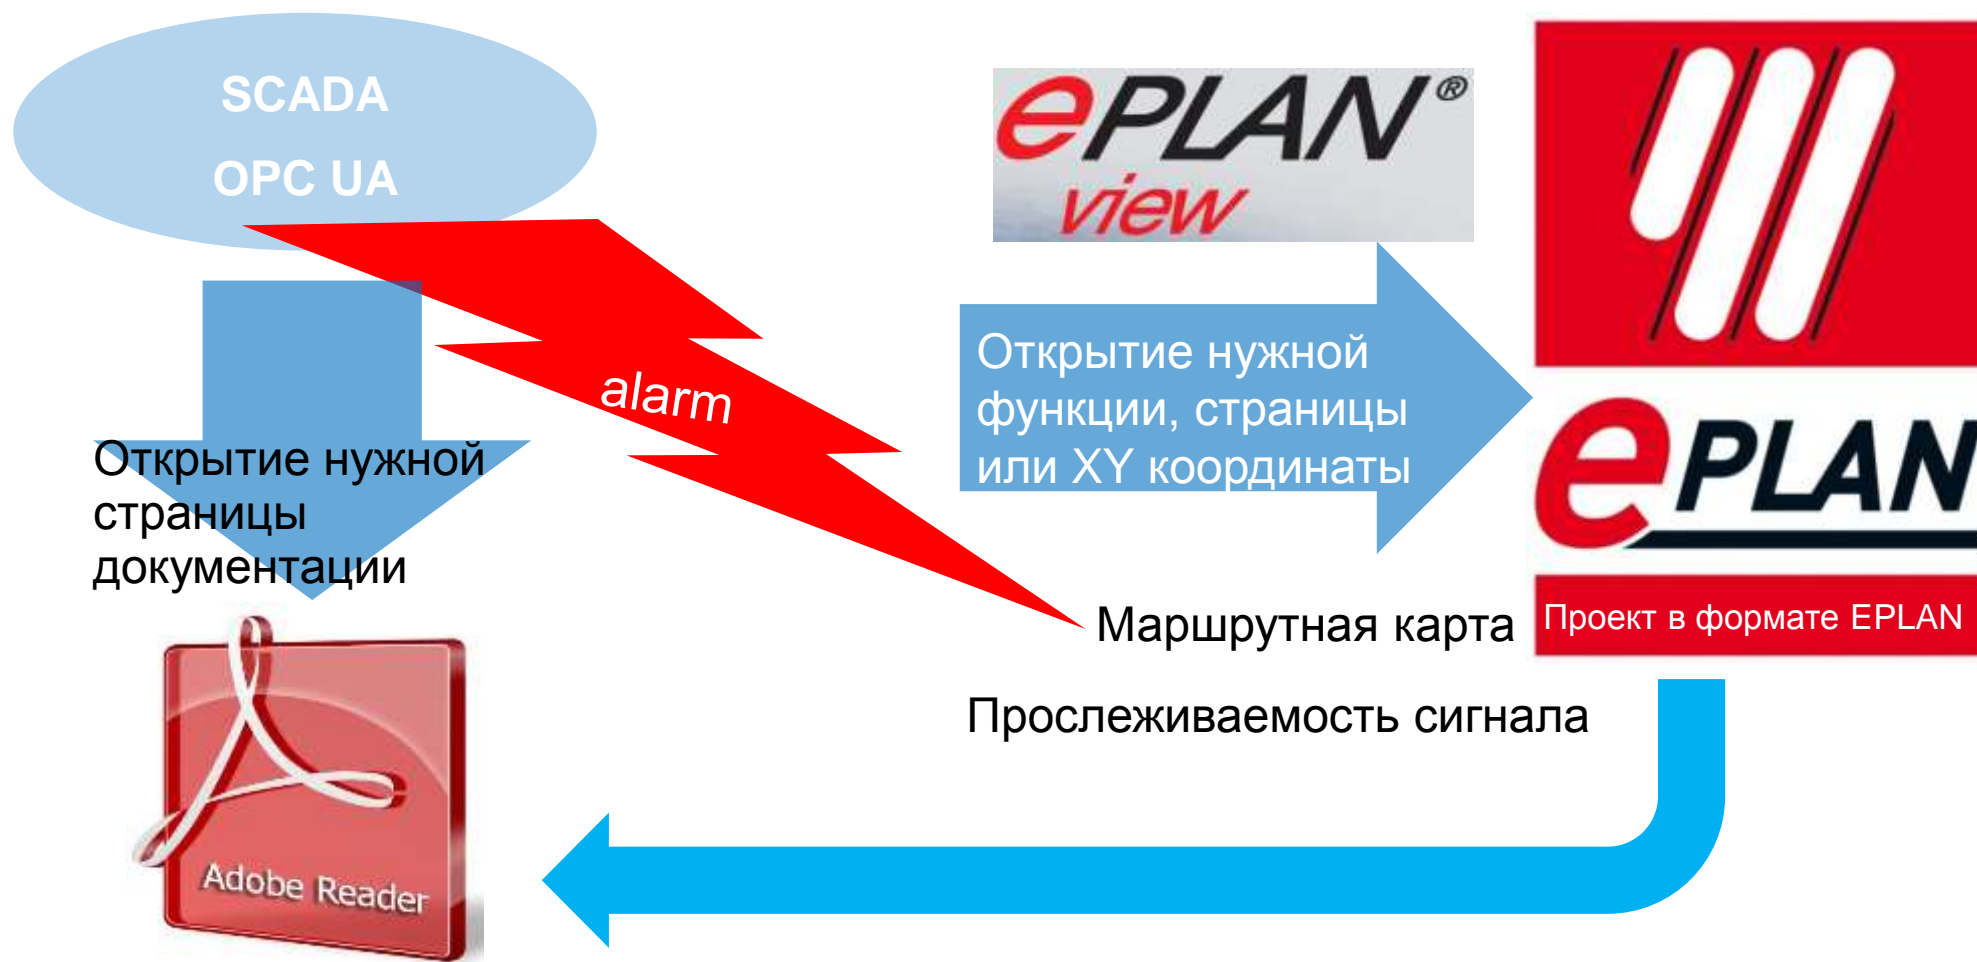 SCADA
OPC UA
ePLAN®
view
alarm
Открытие нужной
функции, страницы
или XY координаты
Открытие нужной
страницы
документации
ePLAN
Маршрутная карта
Проект в формате EPLAN
Прослеживаемость сигнала
Adobe Reader